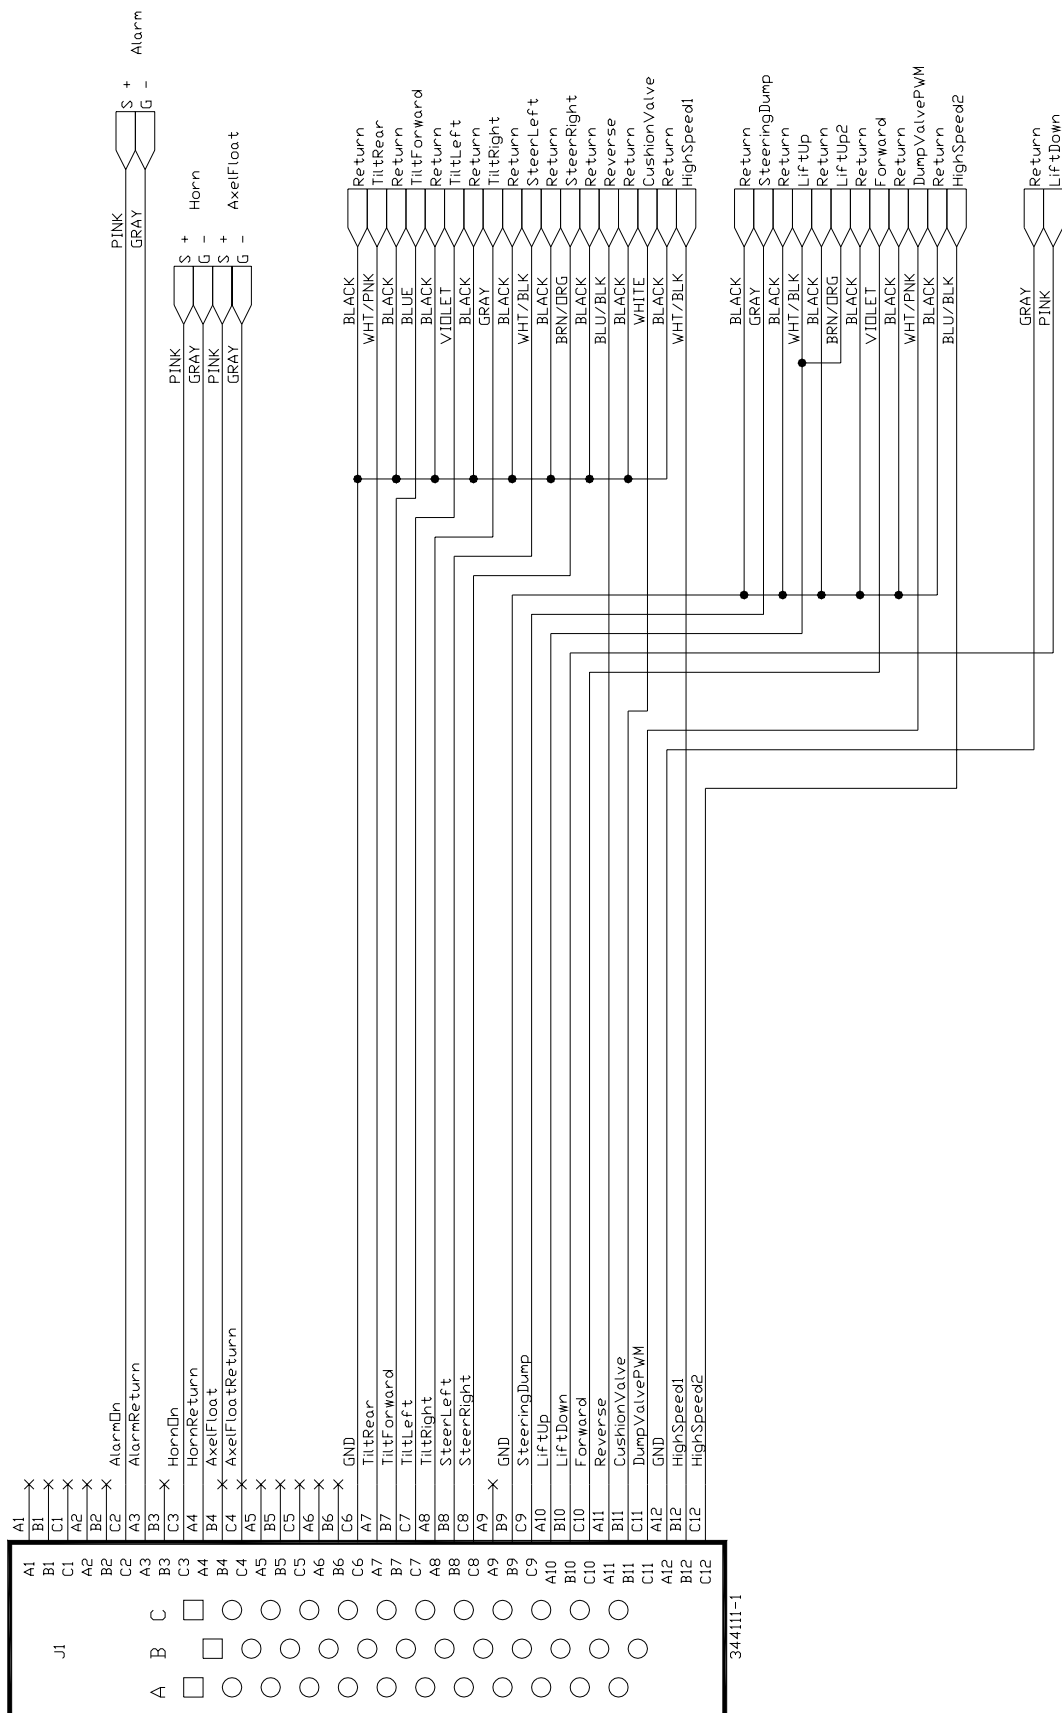 S + Alarm
G -
PINK
GRAY
S + Horn
G -
S + AxelFloat
G -
PINK
GRAY
PINK
GRAY
Return
TiltRear
Return
TiltForward
Return
TiltLeft
Return
TiltRight
Return
SteerLeft
Return
SteerRight
Return
Reverse
Return
CushionValve
Return
HighSpeed1
BLACK
WHT/PNK
BLACK
BLUE
BLACK
VIOLET
BLACK
GRAY
BLACK
WHT/BLK
BLACK
BRN/ORG
BLACK
BLU/BLK
BLACK
WHITE
BLACK
WHT/BLK
Return
SteeringDump
Return
LiftUp
Return
LiftUp2
Return
Forward
Return
DumpValvePWM
Return
HighSpeed2
BLACK
GRAY
BLACK
WHT/BLK
BLACK
BRN/ORG
BLACK
VIOLET
BLACK
WHT/PNK
BLACK
BLU/BLK
Return
LiftDown
GRAY
PINK
AlarmOn
AlarmReturn
HornOn
HornReturn
AxelFloat
AxelFloatReturn
GND
TiltRear
TiltForward
TiltLeft
TiltRight
SteerLeft
SteerRight
GND
SteeringDump
LiftUp
LiftDown
Forward
Reverse
CushionValve
DumpValvePWM
GND
HighSpeed1
HighSpeed2
A1
B1
C1
A2
B2
C2
A3
B3
C3
A4
B4
C4
A5
B5
C5
A6
B6
C6
A7
B7
C7
A8
B8
C8
A9
B9
C9
A10
B10
C10
A11
B11
C11
A12
B12
C12
A1
B1
C1
A2
B2
C2
A3
B3
C3
A4
B4
C4
A5
B5
C5
A6
B6
C6
A7
B7
C7
A8
B8
C8
A9
B9
C9
A10
B10
C10
A11
B11
C11
A12
B12
C12
J1
A B C
344111-1